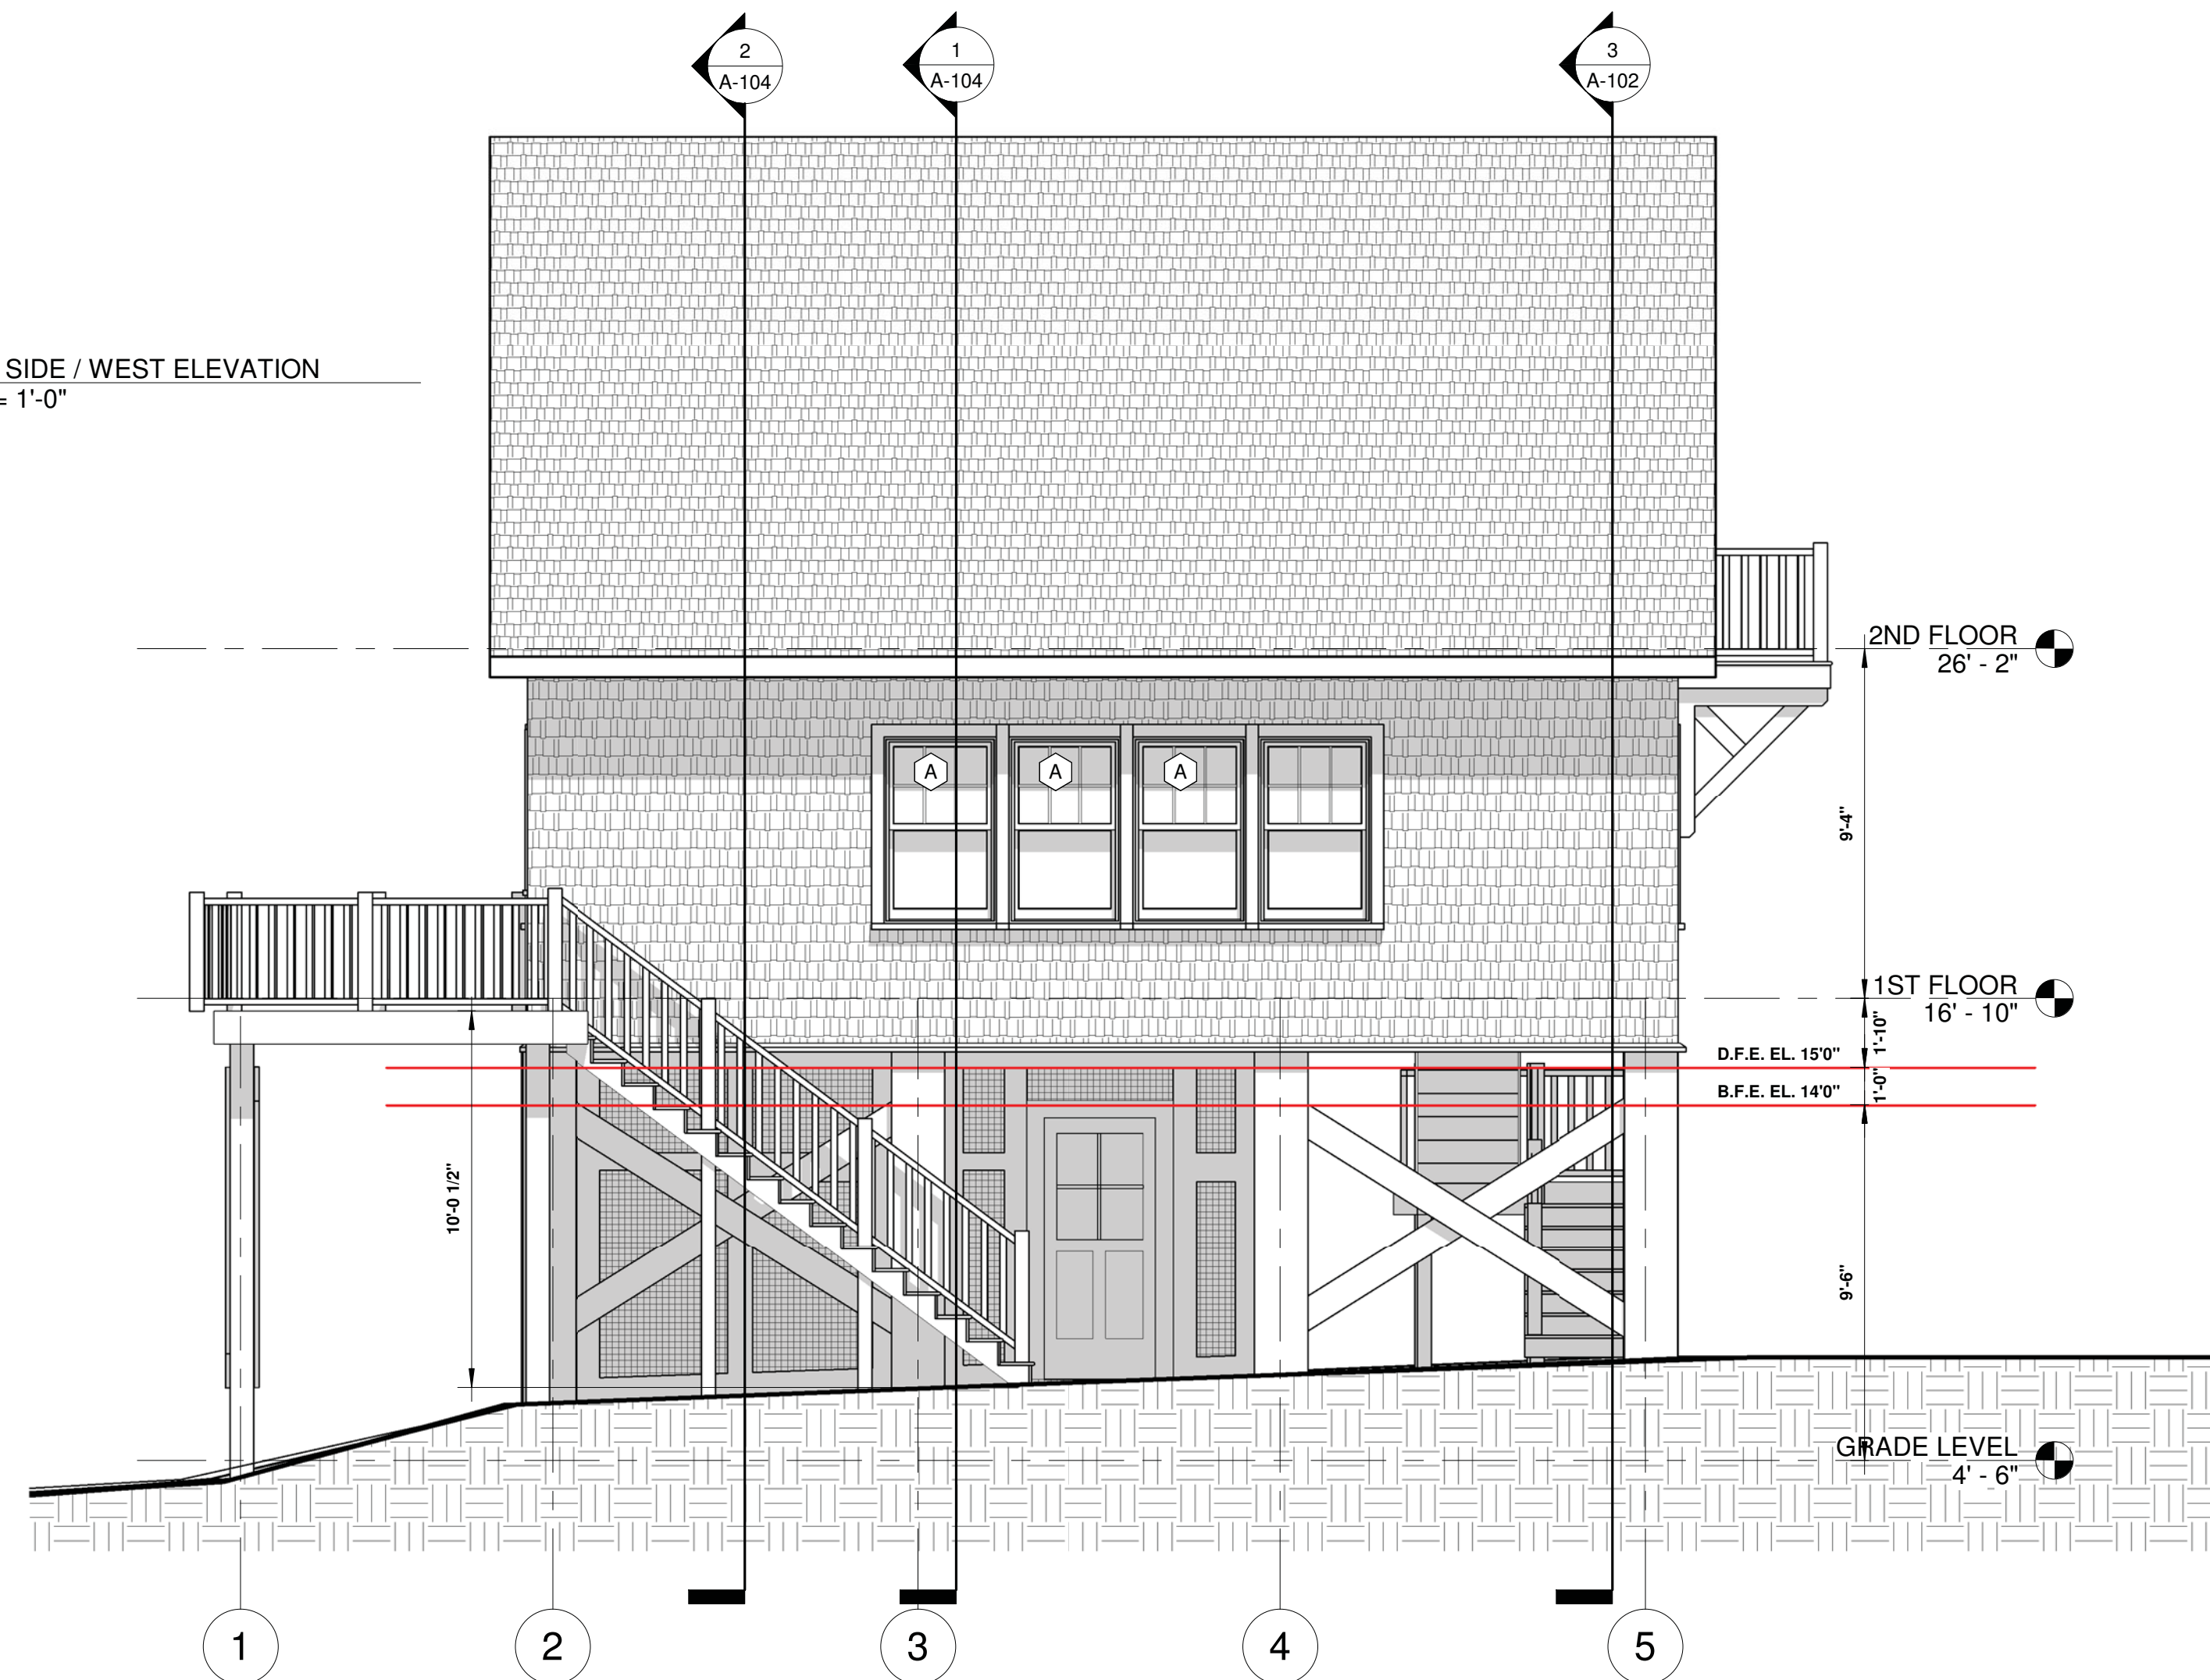 2
A-104
1
A-104
3
A-102
SIDE / WEST ELEVATION
= 1'-0"
2ND FLOOR
26' - 2"
A
A
A
9'-4"
1ST FLOOR
16' - 10"
1'-10"
D.F.E. EL. 15'0"
1'-0"
B.F.E. EL. 14'0"
10'-0 1/2"
9'-6"
GRADE LEVEL
4' - 6"
1
2
3
4
5